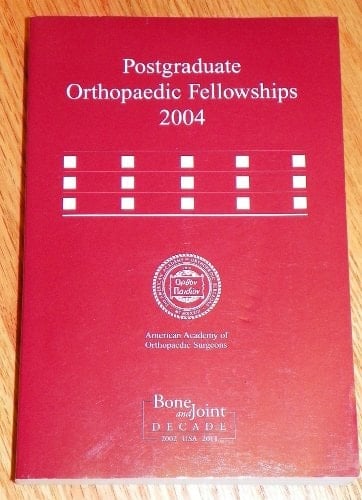 Postgraduate
Orthopaedic Fellowships
2004
Ορθον
Παιδιον
American Academy of
Orthopaedic Surgeons
Bone
and Joint
DECADE
2002 USA 2011